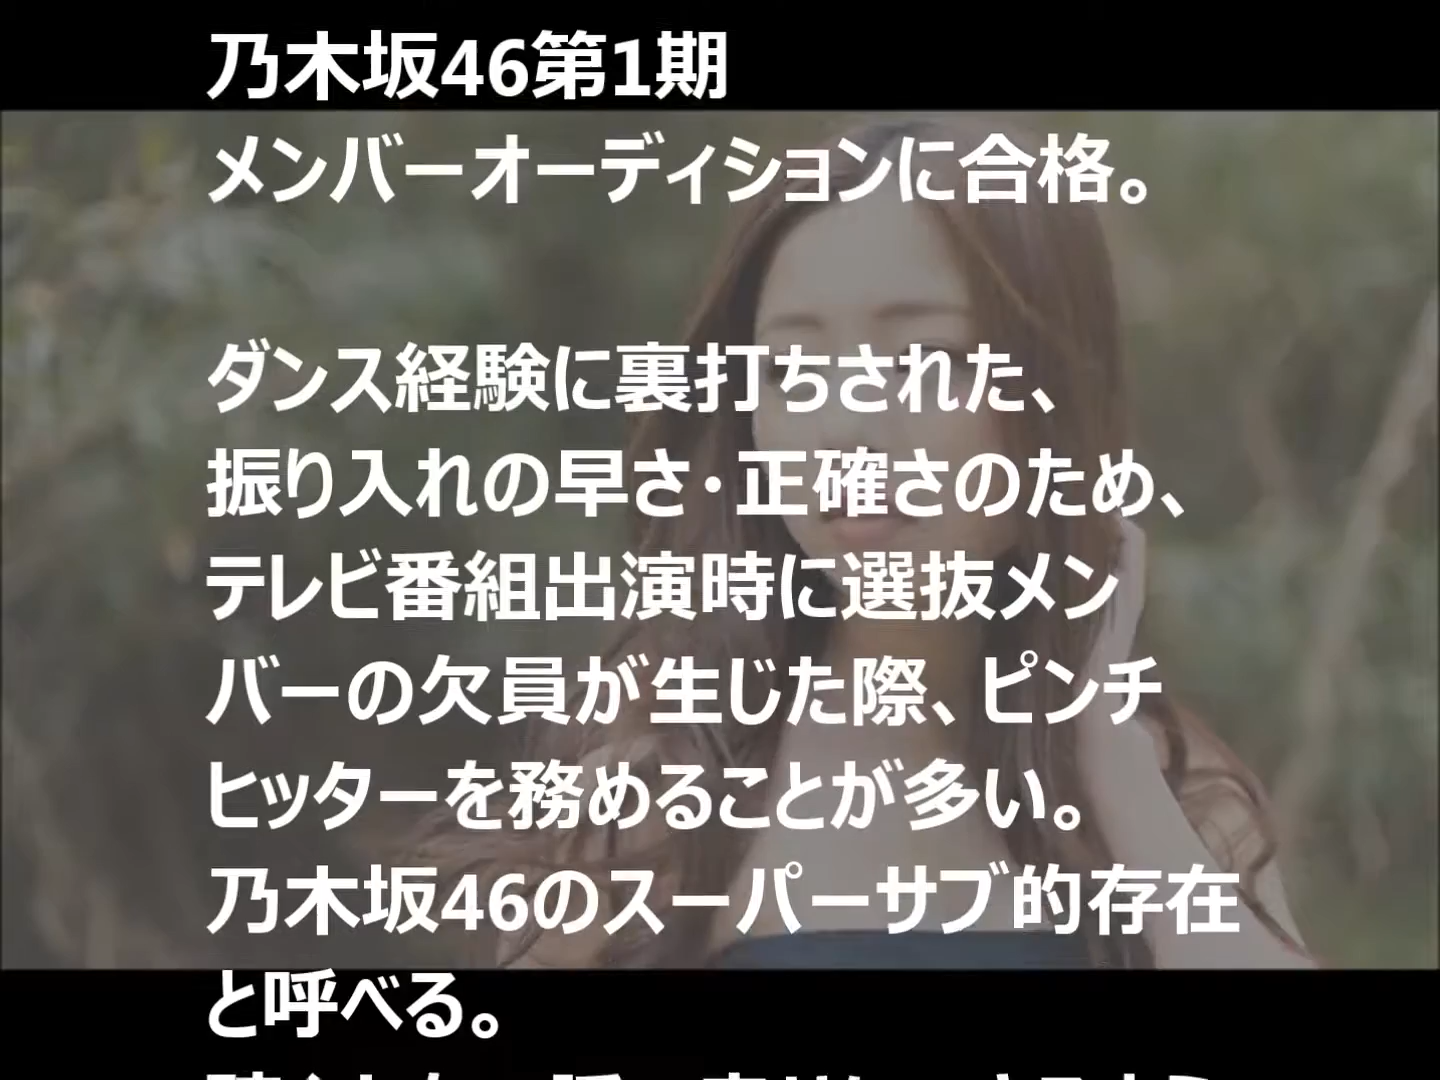 乃木坂46第1期
メンバーオーディションに合格。
ダンス経験に裏打ちされた、
振り入れの早さ・正確さのため、
テレビ番組出演時に選抜メン
バーの欠員が生じた際、ピンチ
ヒッターを務めることが多い。
乃木坂46のスーパーサブ的存在
と呼べる。